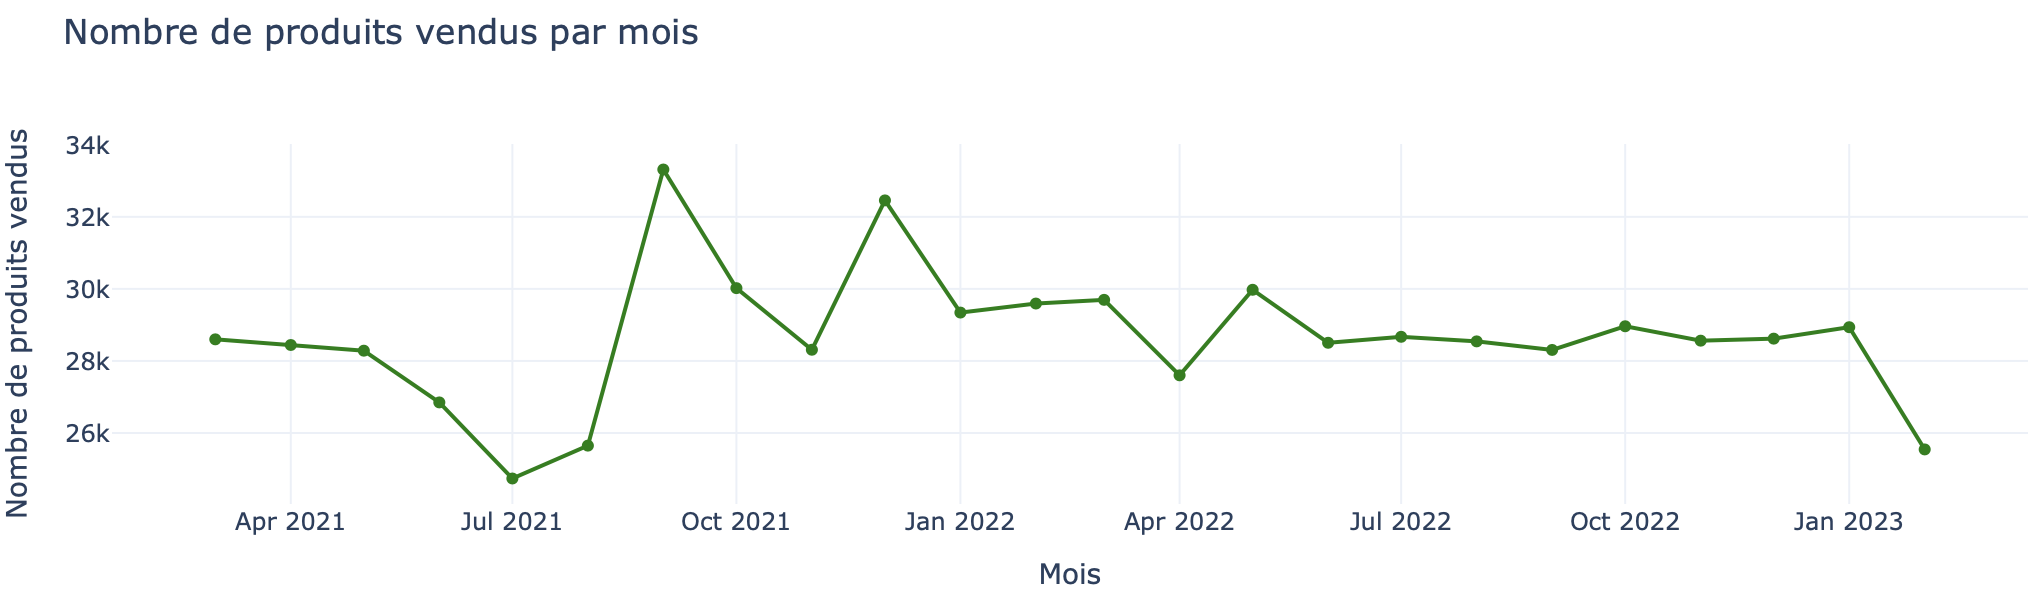 Nombre de produits vendus par mois
Nombre de produits vendus
34k
32k
30k
28k
26k
Apr 2021
Jul 2021
Oct 2021
Jan 2022
Apr 2022
Jul 2022
Oct 2022
Jan 2023
Mois